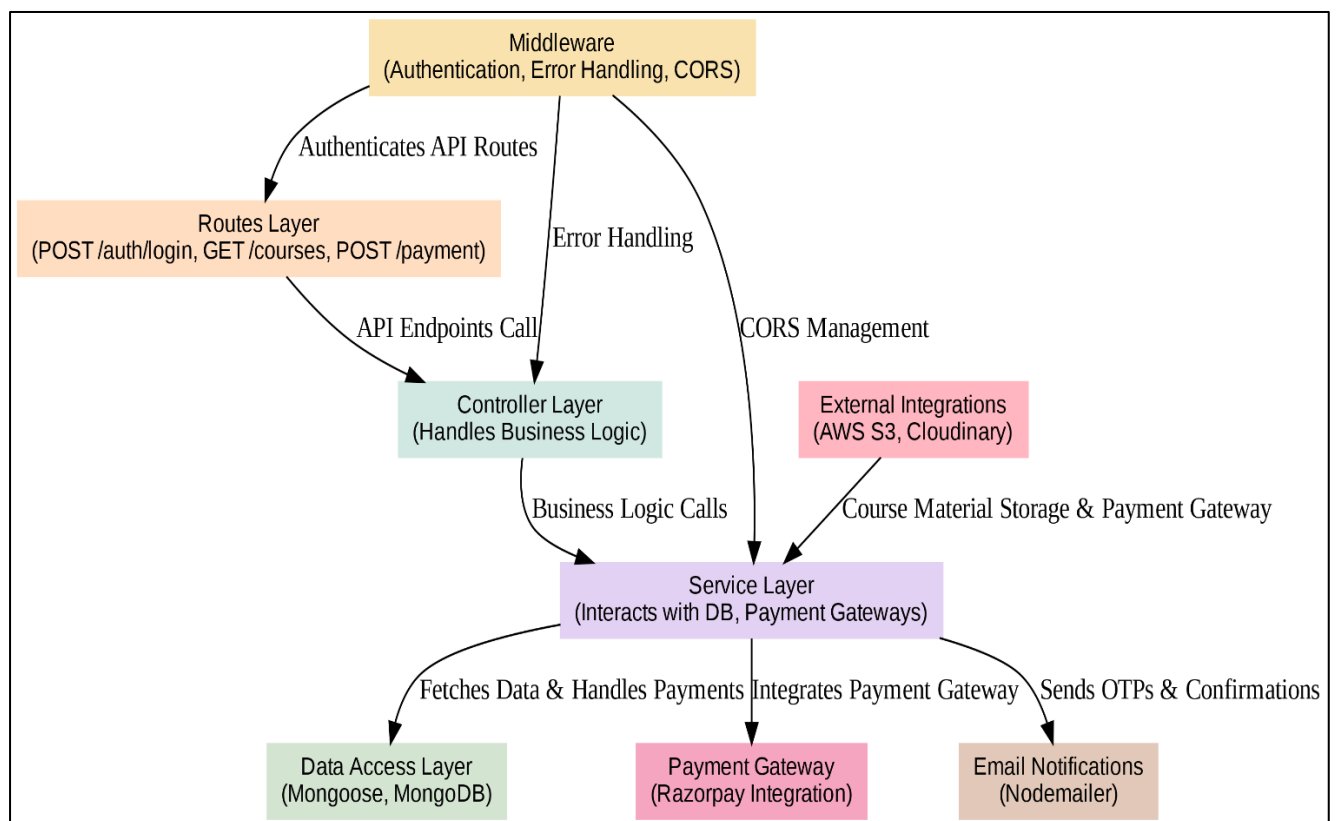 Middleware
(Authentication, Error Handling, CORS)
Authenticates API Routes
Routes Layer
(POST /auth/login, GET /courses, POST /payment)
Error Handling
API Endpoints Call
CORS Management
Controller Layer
(Handles Business Logic)
External Integrations
(AWS S3, Cloudinary)
Business Logic Calls
Course Material Storage & Payment Gateway
Service Layer
(Interacts with DB, Payment Gateways)
Fetches Data & Handles Payments
Integrates Payment Gateway
Sends OTPs & Confirmations
Data Access Layer
(Mongoose, MongoDB)
Payment Gateway
(Razorpay Integration)
Email Notifications
(Nodemailer)